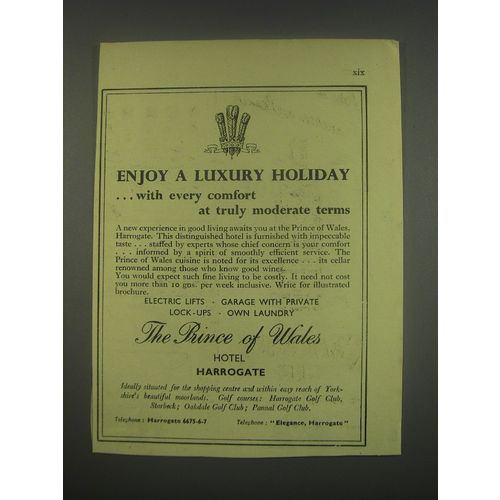 xix
ENJOY A LUXURY HOLIDAY
...with every comfort
at truly moderate terms
A new experience in good living awaits you at the Prince of Wales,
Harrogate. This distinguished hotel is furnished with impeccable
taste . . . staffed by experts whose chief concern is your comfort
. . . informed by a spirit of smoothly efficient service. The
Prince of Wales cuisine is noted for its excellence . . . its cellar
renowned among those who know good wines.
You would expect such fine living to be costly. It need not cost
you more than 10 gns. per week inclusive. Write for illustrated
brochure.
ELECTRIC LIFTS · GARAGE WITH PRIVATE
LOCK-UPS · OWN LAUNDRY
The Prince of Wales
HOTEL
HARROGATE
Ideally situated for the shopping centre and within easy reach of York-
shire's beautiful moorlands. Golf courses: Harrogate Golf Club,
Starbeck; Oakdale Golf Club; Pannal Golf Club.
Telephone: Harrogate 6675-6-7 Telephone: "Elegance, Harrogate"